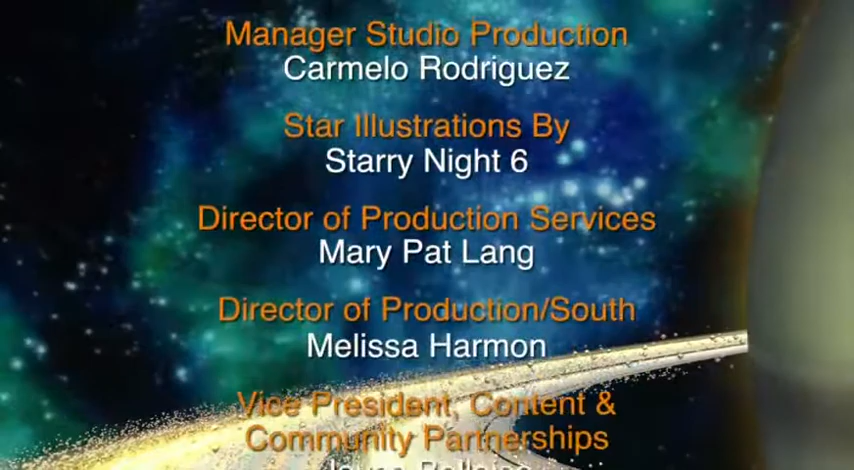 Manager Studio Production
Carmelo Rodriguez
Star Illustrations By
Starry Night 6
Director of Production Services
Mary Pat Lang
Director of Production/South
Melissa Harmon
Vice President, Content &
Community Partnerships